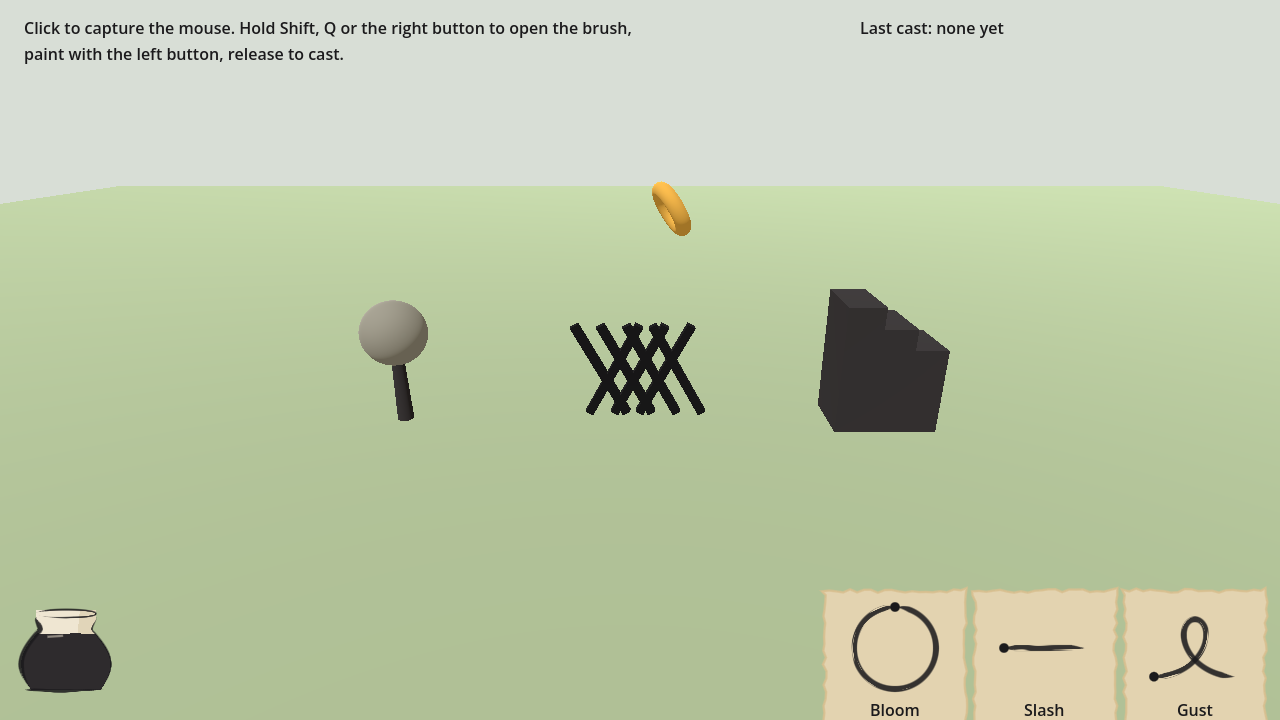 Click to capture the mouse. Hold Shift, Q or the right button to open the brush,
paint with the left button, release to cast.
Last cast: none yet
Bloom
Slash
Gust